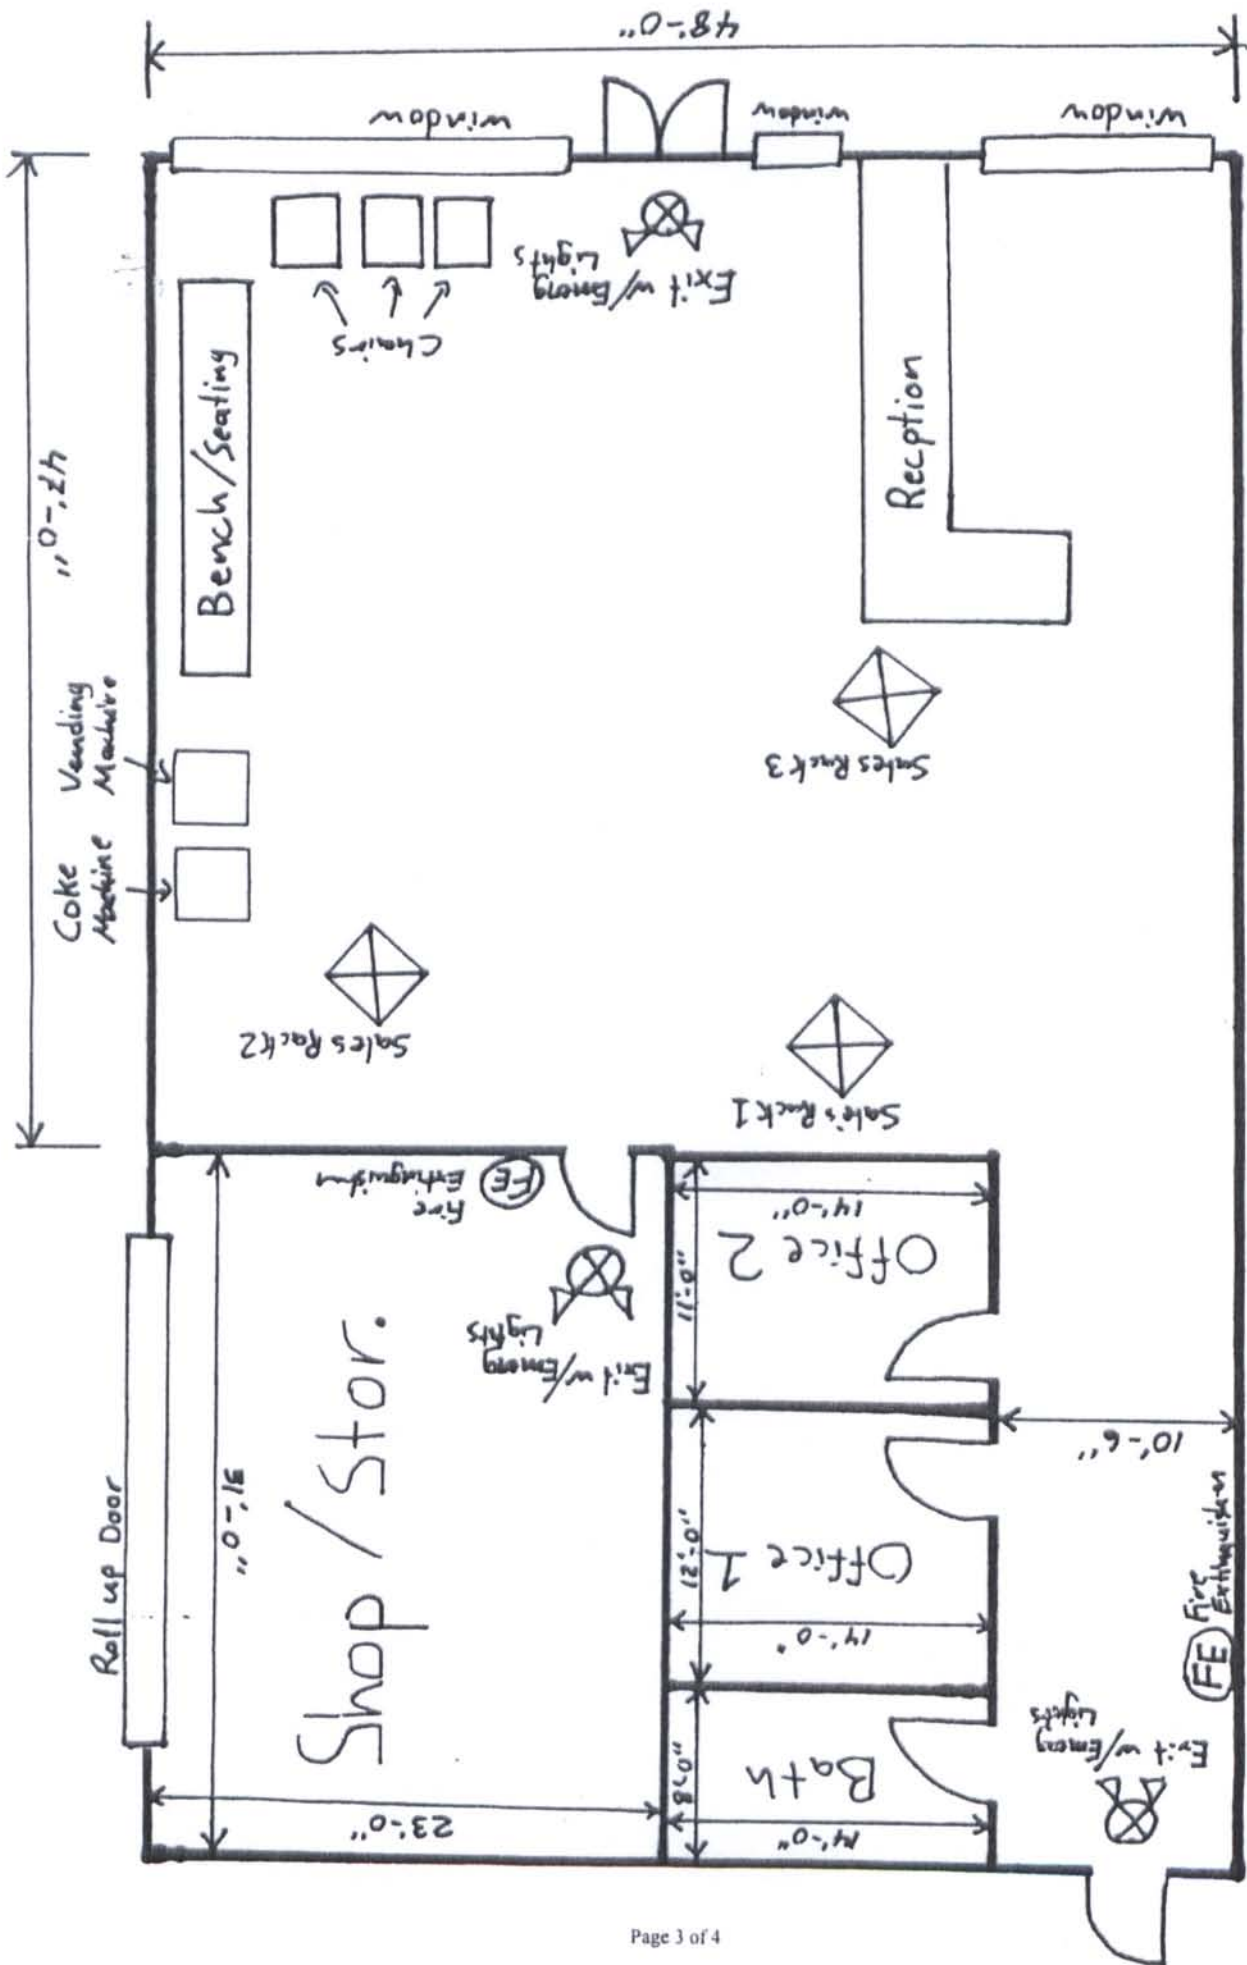 48'-0"
window
window
window
47'-0"
Chairs
Exit w/Emerg
Lights
Bench/Seating
Reception
Vending
Machine
Coke
Machine
Sales Rack 3
Sales Rack 2
Sales Rack 1
Fire
Extinguisher
FE
14'-0"
Office 2
11'-0"
Exit w/Emerg
Lights
Shop / Stor.
Roll up Door
31'-0"
10'-6"
12'-0"
Office 1
14'-0"
Fire
Extinguisher
FE
Exit w/Emerg
Lights
Bath
8'-0"
14'-0"
23'-0"
Page 3 of 4